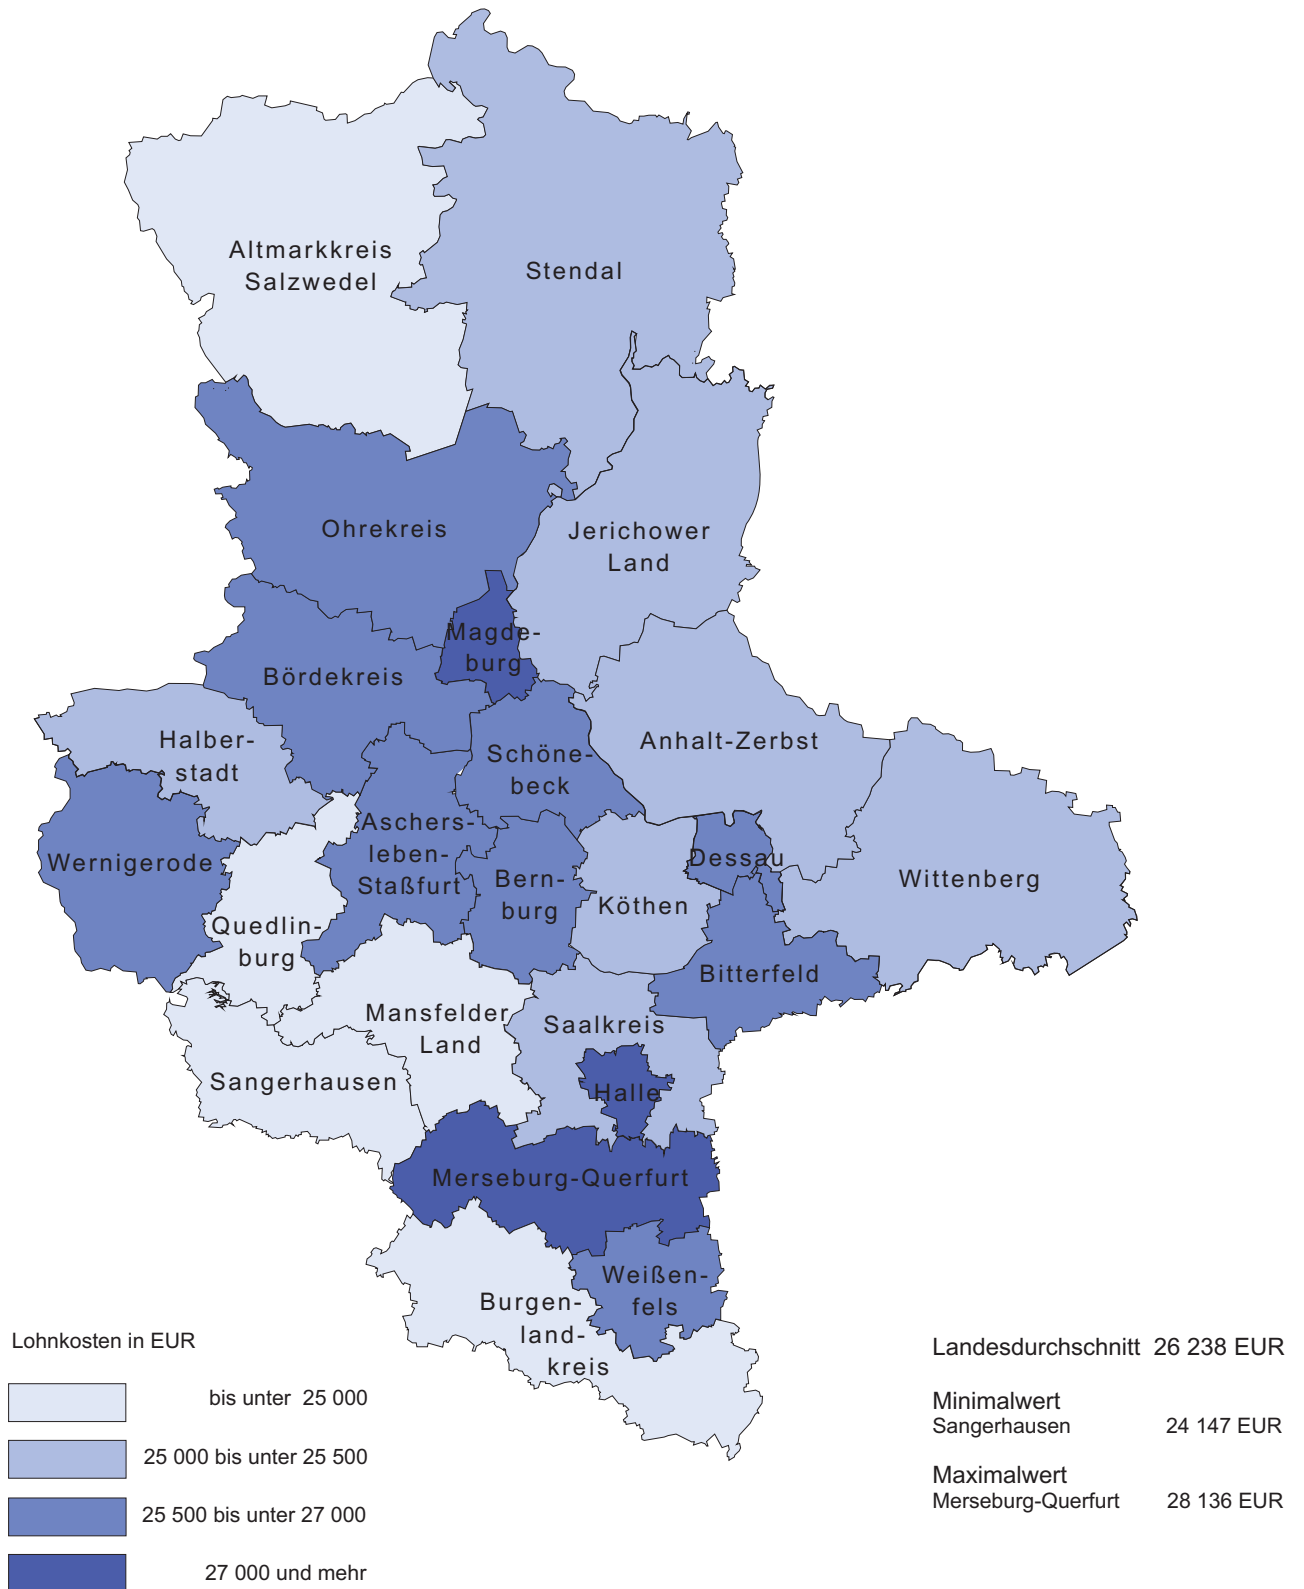 Altmarkkreis
Salzwedel
Stendal
Ohrekreis
Jerichower
Land
Magde-
burg
Bördekreis
Halber-
stadt
Schöne-
beck
Anhalt-Zerbst
Wernigerode
Aschers-
leben-
Staßfurt
Bern-
burg
Köthen
Dessau
Wittenberg
Quedlin-
burg
Bitterfeld
Mansfelder
Land
Saalkreis
Sangerhausen
Halle
Merseburg-Querfurt
Weißen-
fels
Burgen-
land-
kreis
Lohnkosten in EUR
bis unter 25 000
25 000 bis unter 25 500
25 500 bis unter 27 000
27 000 und mehr
Landesdurchschnitt 26 238 EUR
Minimalwert
Sangerhausen 24 147 EUR
Maximalwert
Merseburg-Querfurt 28 136 EUR